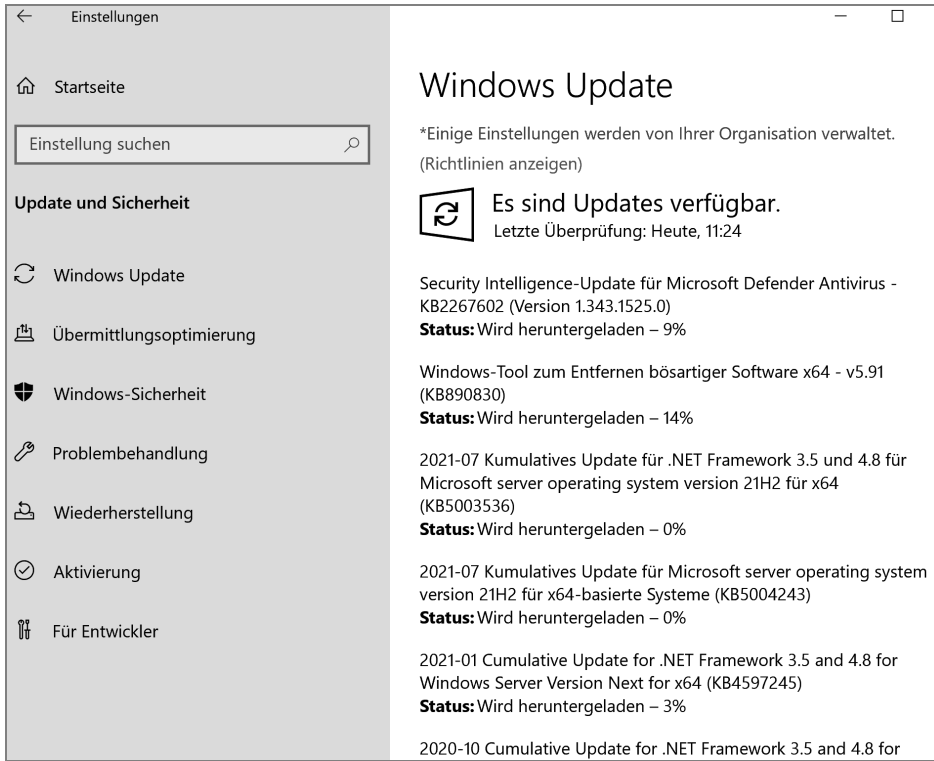 Einstellungen
Startseite
Einstellung suchen
Update und Sicherheit
Windows Update
Übermittlungsoptimierung
Windows-Sicherheit
Problembehandlung
Wiederherstellung
Aktivierung
Für Entwickler
Windows Update
*Einige Einstellungen werden von Ihrer Organisation verwaltet.
(Richtlinien anzeigen)
Es sind Updates verfügbar.
Letzte Überprüfung: Heute, 11:24
Security Intelligence-Update für Microsoft Defender Antivirus -
KB2267602 (Version 1.343.1525.0)
Status: Wird heruntergeladen – 9%
Windows-Tool zum Entfernen bösartiger Software x64 - v5.91
(KB890830)
Status: Wird heruntergeladen – 14%
2021-07 Kumulatives Update für .NET Framework 3.5 und 4.8 für
Microsoft server operating system version 21H2 für x64
(KB5003536)
Status: Wird heruntergeladen – 0%
2021-07 Kumulatives Update für Microsoft server operating system
version 21H2 für x64-basierte Systeme (KB5004243)
Status: Wird heruntergeladen – 0%
2021-01 Cumulative Update for .NET Framework 3.5 and 4.8 for
Windows Server Version Next for x64 (KB4597245)
Status: Wird heruntergeladen – 3%
2020-10 Cumulative Update for .NET Framework 3.5 and 4.8 for